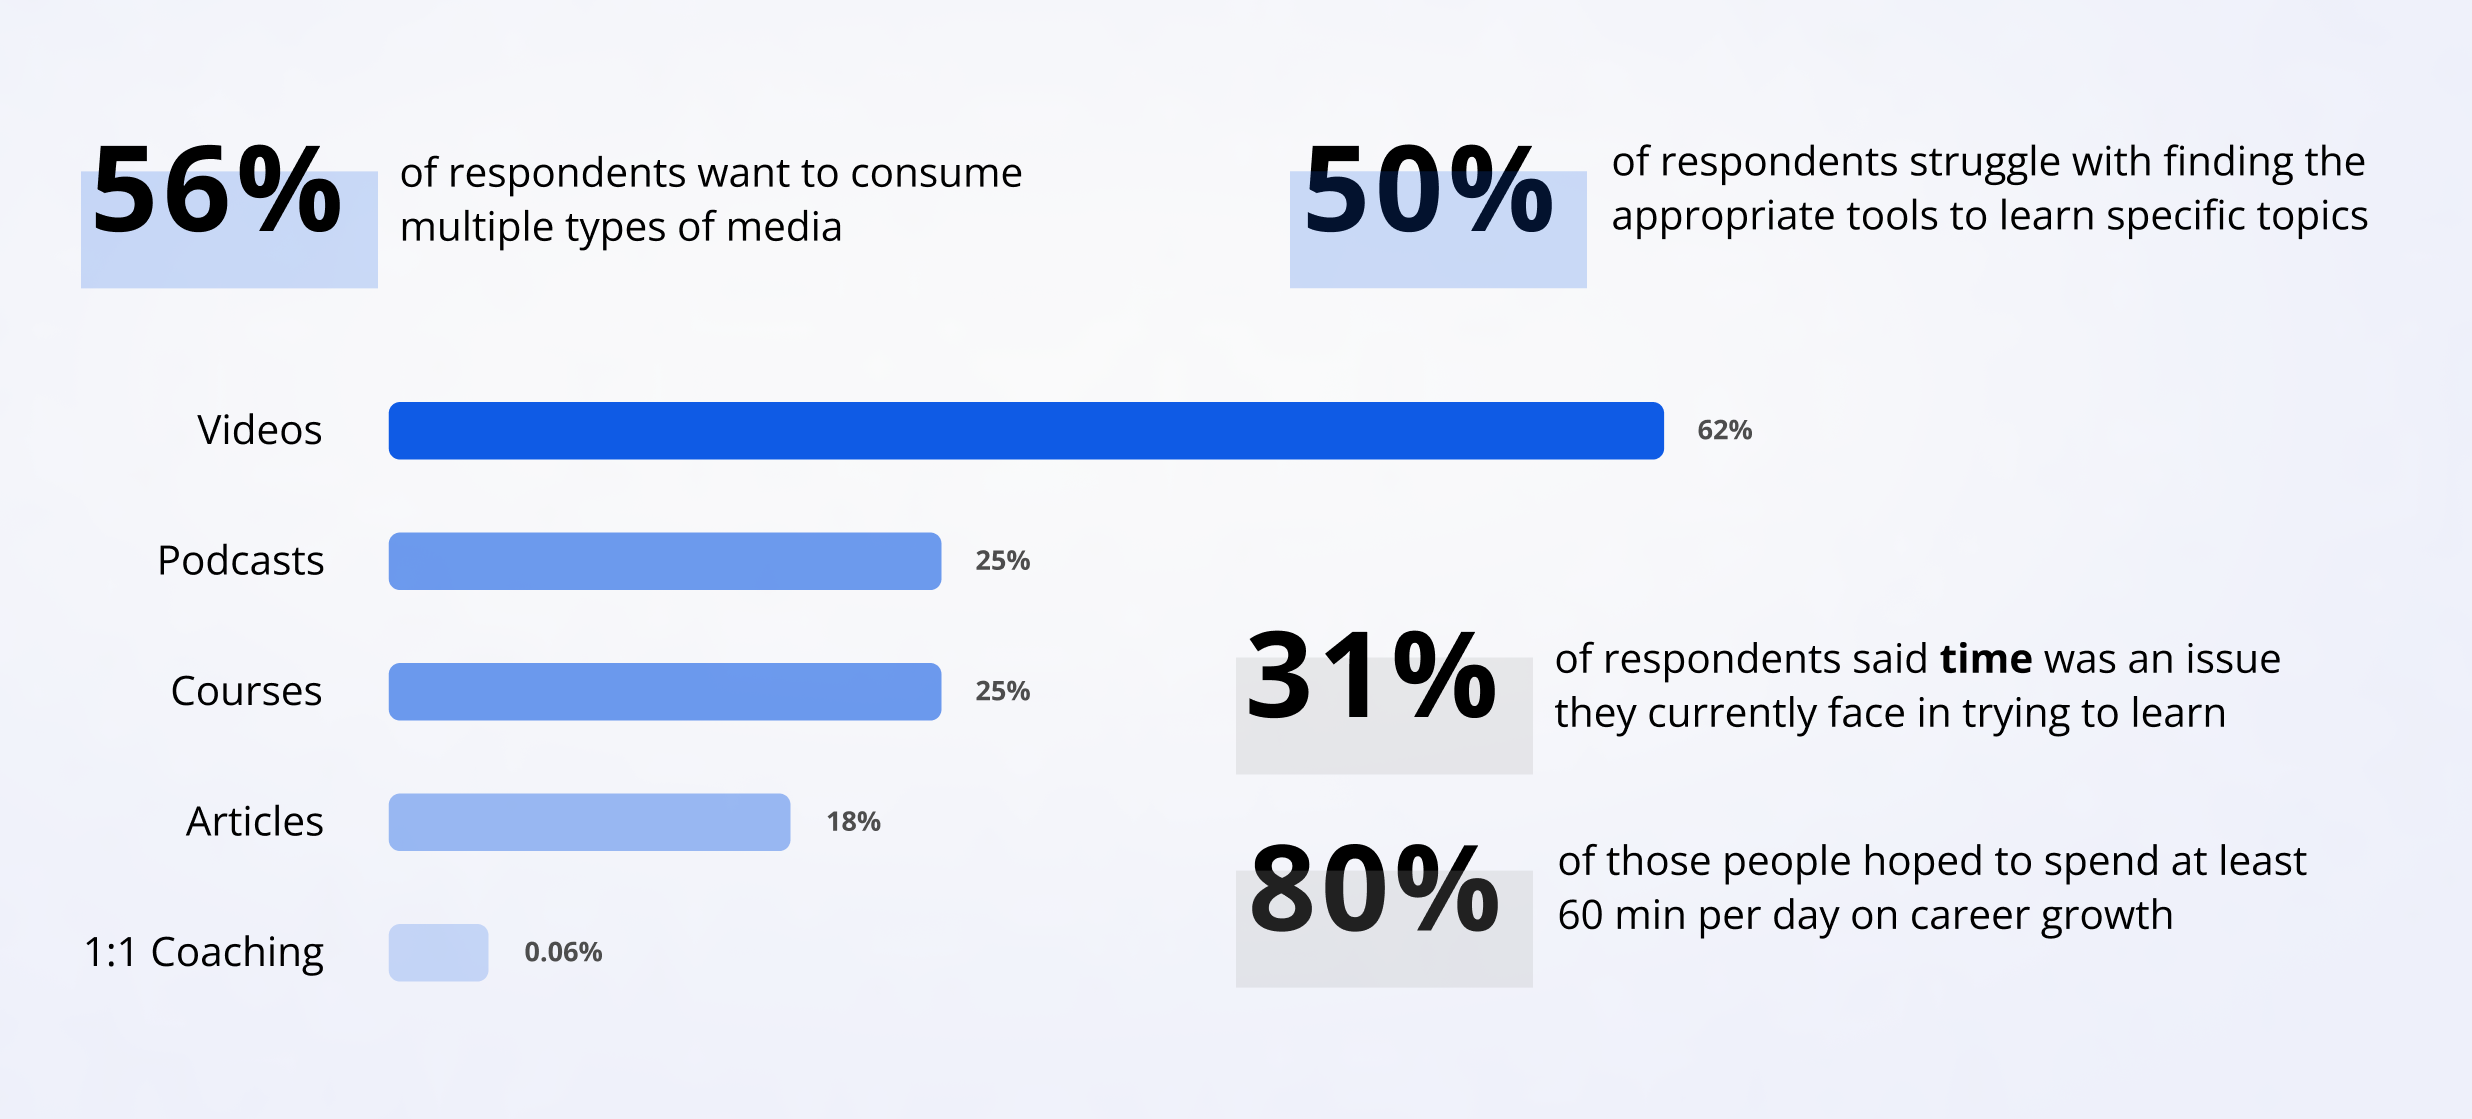 56%
of respondents want to consume
multiple types of media
50%
of respondents struggle with finding the
appropriate tools to learn specific topics
Videos
62%
Podcasts
25%
Courses
25%
Articles
18%
1:1 Coaching
0.06%
31%
of respondents said time was an issue
they currently face in trying to learn
80%
of those people hoped to spend at least
60 min per day on career growth